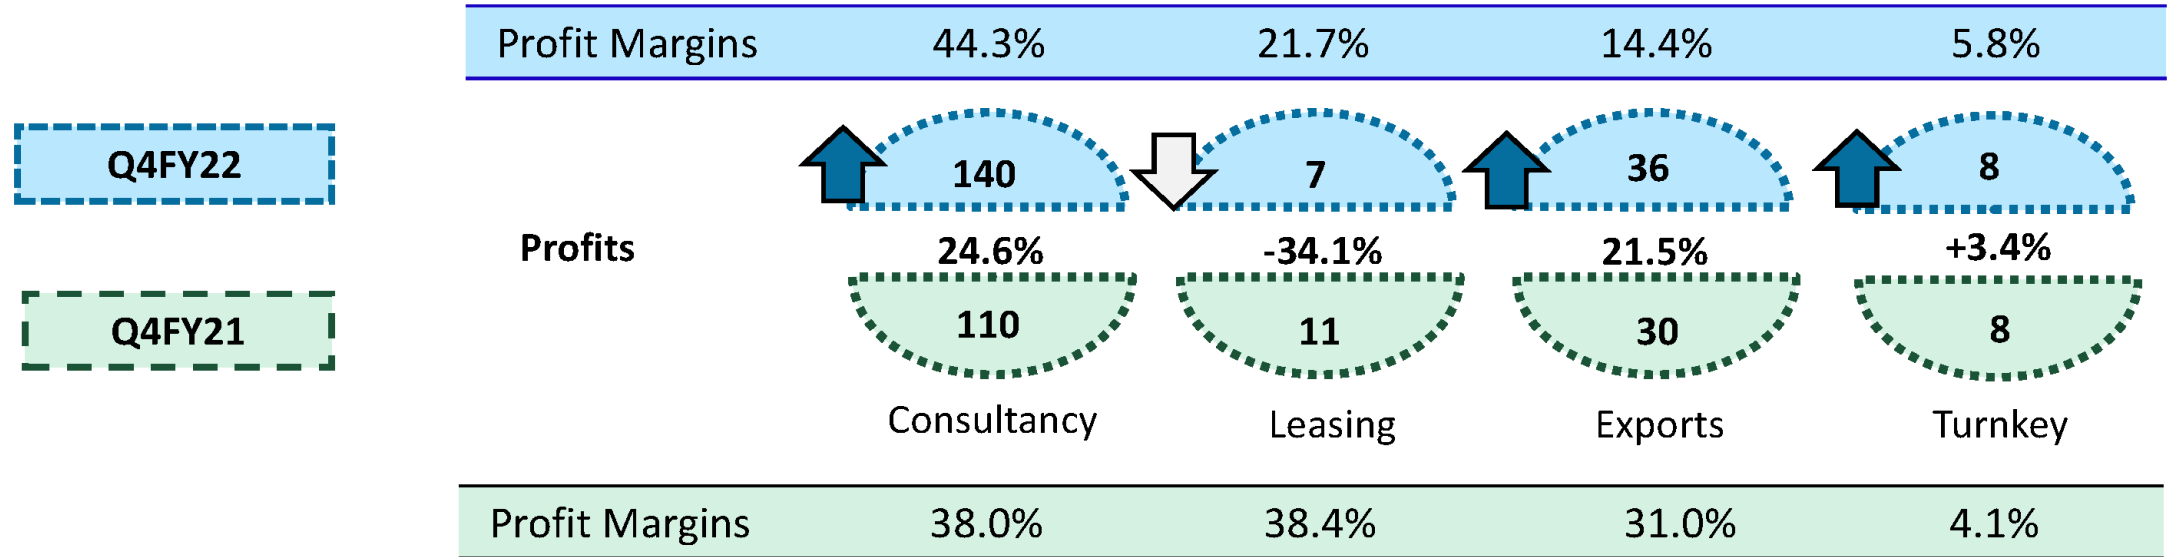 Profit Margins 44.3% 21.7% 14.4% 5.8%
Q4FY22 140 7 36 8
Profits 24.6% -34.1% 21.5% +3.4%
Q4FY21 110 11 30 8
Consultancy Leasing Exports Turnkey
Profit Margins 38.0% 38.4% 31.0% 4.1%